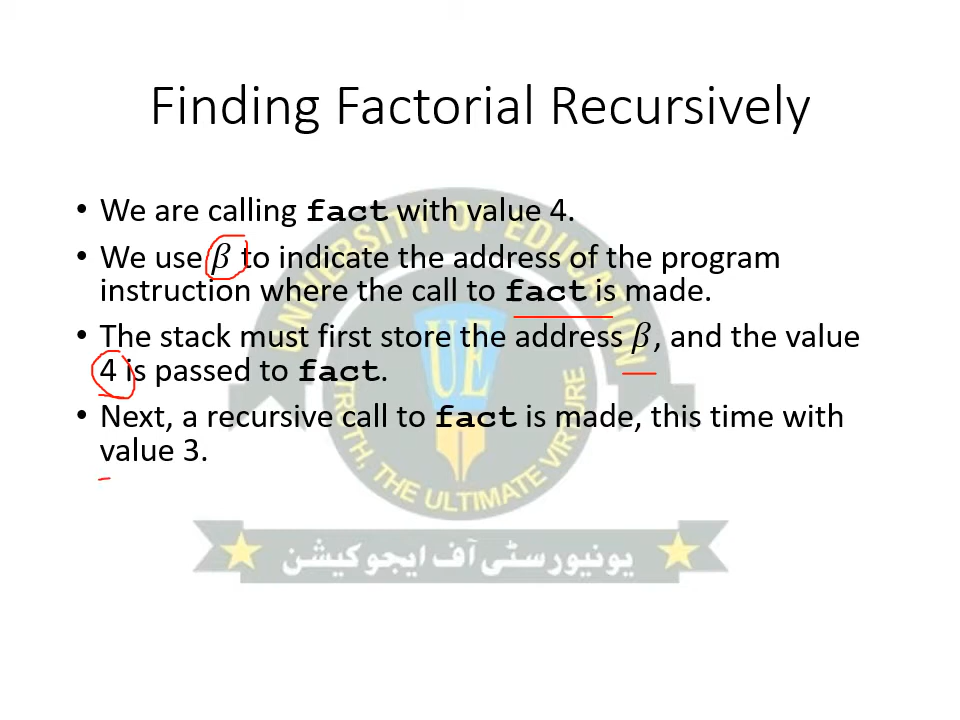 Finding Factorial Recursively
• We are calling fact with value 4.
• We use β to indicate the address of the program
instruction where the call to fact is made.
• The stack must first store the address β, and the value
4 is passed to fact.
• Next, a recursive call to fact is made, this time with
value 3.
UNIVERSITY OF EDUCATION
UE
TRUTH, THE ULTIMATE VIRTUE
یونیورسٹی آف ایجوکیشن